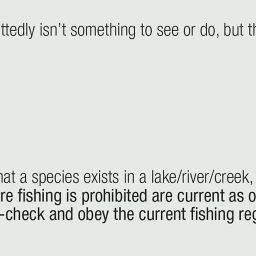 ttedly isn't something to see or do, but th
hat a species exists in a lake/river/creek,
re fishing is prohibited are current as o
-check and obey the current fishing reg